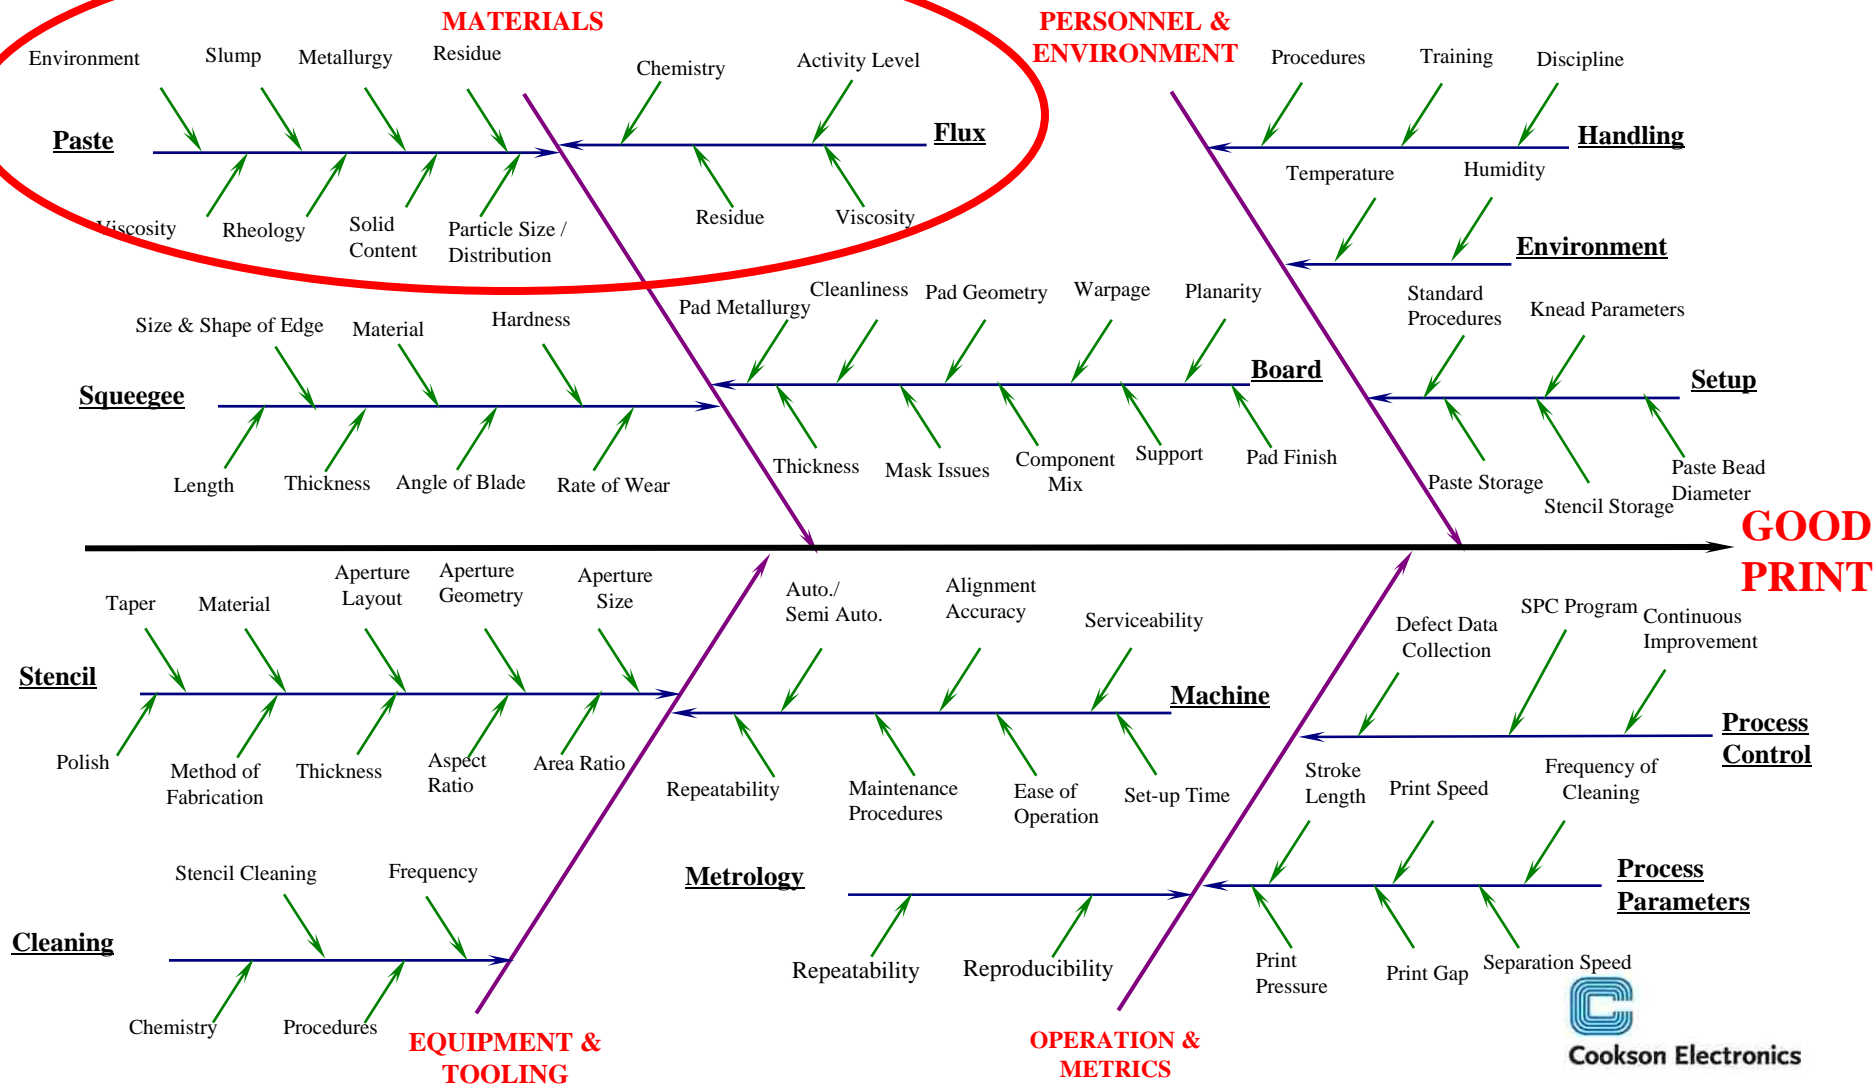 MATERIALS
PERSONNEL &
ENVIRONMENT
Environment
Slump
Metallurgy
Residue
Chemistry
Activity Level
Procedures
Training
Discipline
Paste
Flux
Handling
Viscosity
Rheology
Solid
Content
Particle Size /
Distribution
Residue
Viscosity
Temperature
Humidity
Environment
Size & Shape of Edge
Material
Hardness
Pad Metallurgy
Cleanliness
Pad Geometry
Warpage
Planarity
Standard
Procedures
Knead Parameters
Squeegee
Board
Setup
Length
Thickness
Angle of Blade
Rate of Wear
Thickness
Mask Issues
Component
Mix
Support
Pad Finish
Paste Storage
Stencil Storage
Paste Bead
Diameter
GOOD
PRINT
Taper
Material
Aperture
Layout
Aperture
Geometry
Aperture
Size
Auto./
Semi Auto.
Alignment
Accuracy
Serviceability
Defect Data
Collection
SPC Program
Continuous
Improvement
Stencil
Machine
Process
Control
Polish
Method of
Fabrication
Thickness
Aspect
Ratio
Area Ratio
Repeatability
Maintenance
Procedures
Ease of
Operation
Set-up Time
Stroke
Length
Print Speed
Frequency of
Cleaning
Stencil Cleaning
Frequency
Metrology
Process
Parameters
Cleaning
Repeatability
Reproducibility
Print
Pressure
Print Gap
Separation Speed
Chemistry
Procedures
EQUIPMENT &
TOOLING
OPERATION &
METRICS
Cookson Electronics